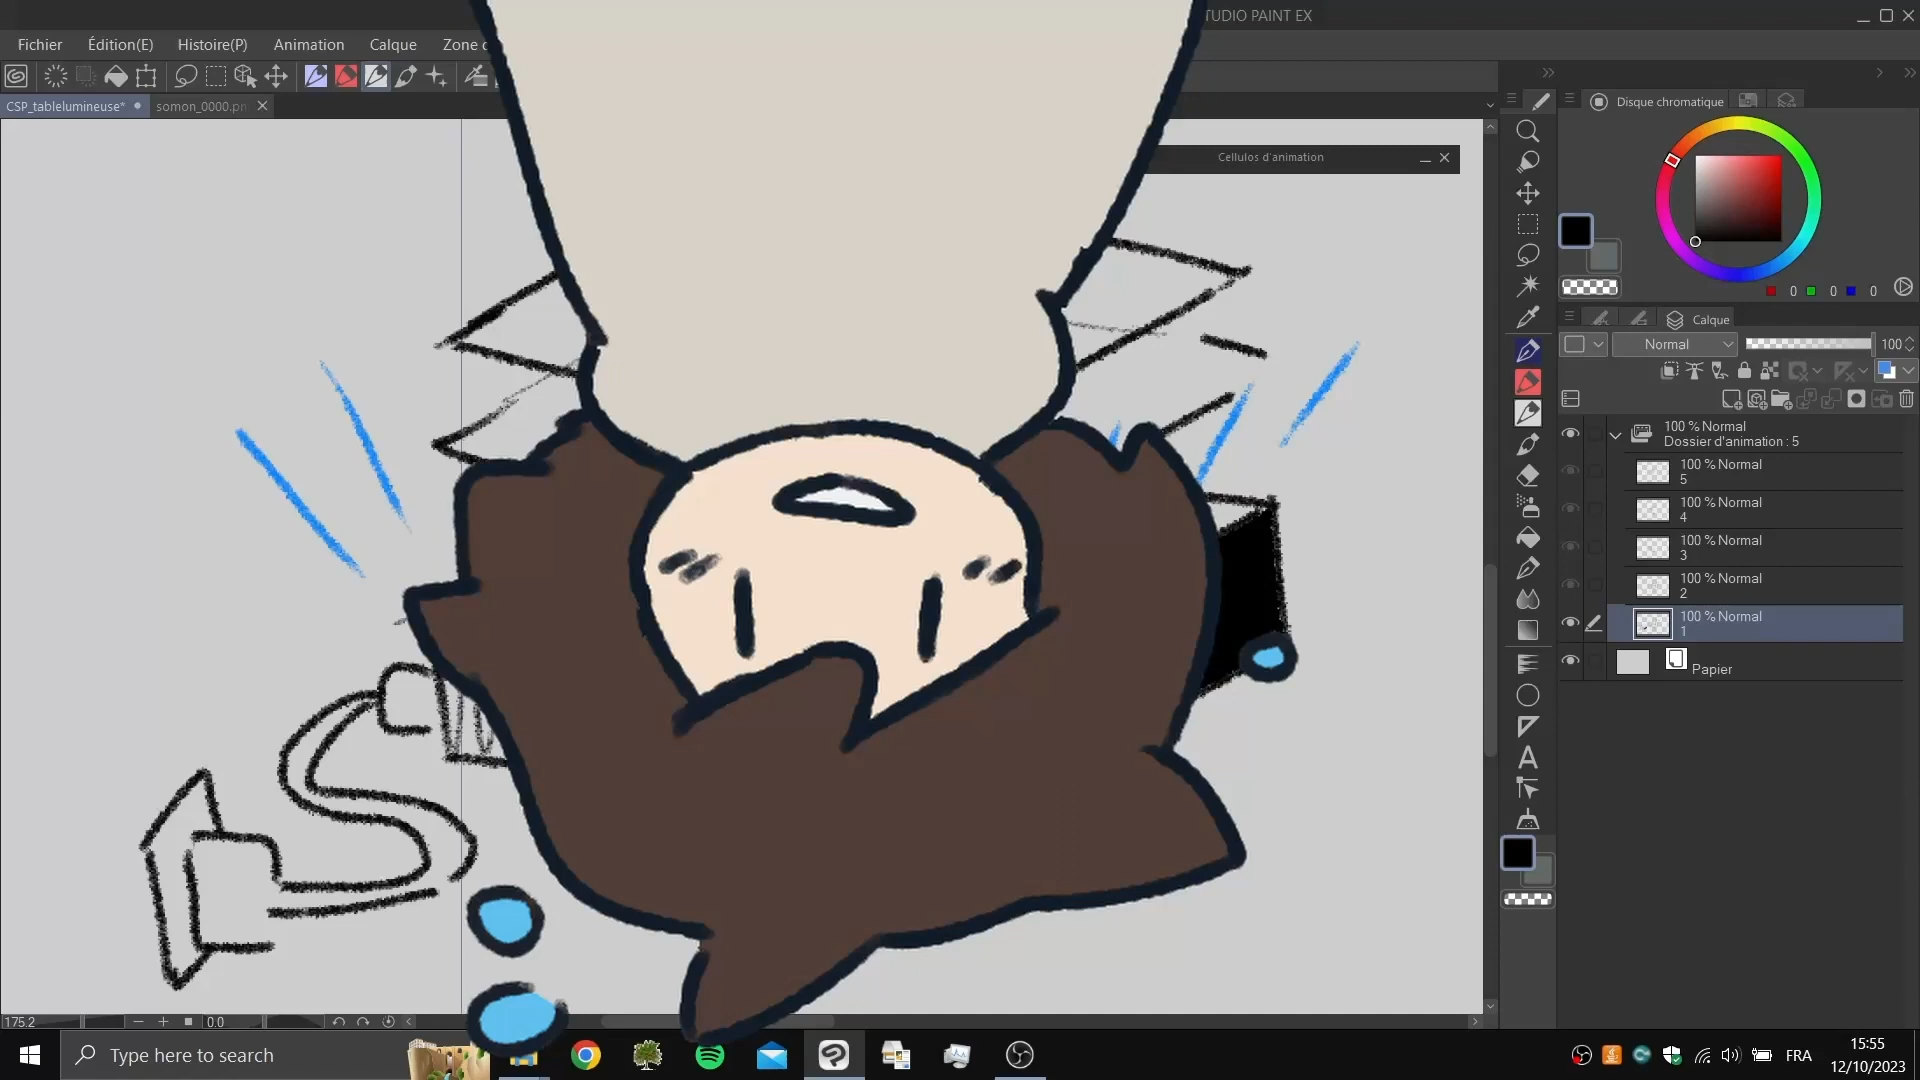 TUDIO PAINT EX
Fichier Édition(E) Histoire(P) Animation Calque Zone
CSP_tablelumineuse* somon_0000.pn
Cellulos d'animation
Disque chromatique
0 0 0
Calque
Normal 100
100 % Normal
Dossier d'animation : 5
100 % Normal
5
100 % Normal
4
100 % Normal
3
100 % Normal
2
100 % Normal
1
Papier
175.2 0.0
Type here to search
FRA
15:55
12/10/2023